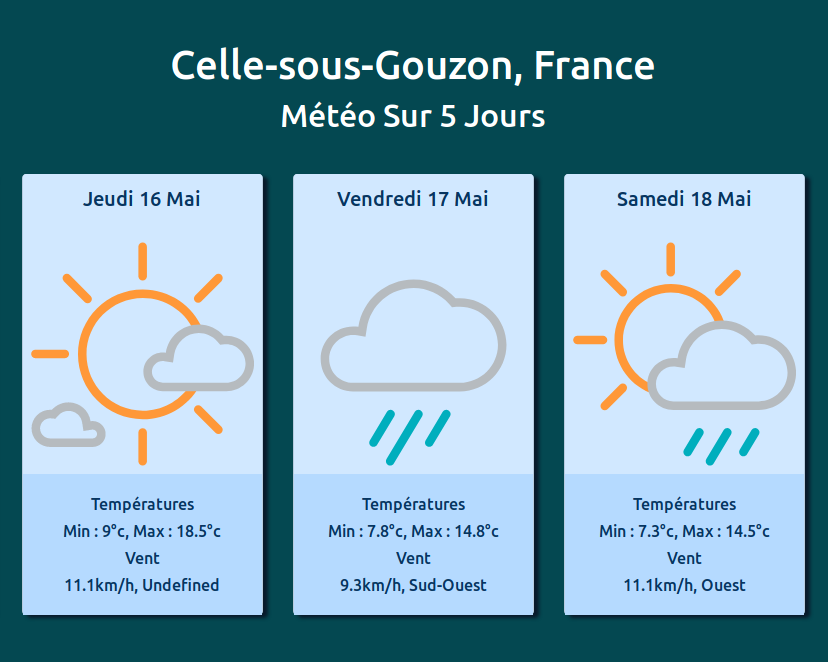 Celle-sous-Gouzon, France
Météo Sur 5 Jours
Jeudi 16 Mai
Températures
Min : 9°c, Max : 18.5°c
Vent
11.1km/h, Undefined
Vendredi 17 Mai
Températures
Min : 7.8°c, Max : 14.8°c
Vent
9.3km/h, Sud-Ouest
Samedi 18 Mai
Températures
Min : 7.3°c, Max : 14.5°c
Vent
11.1km/h, Ouest